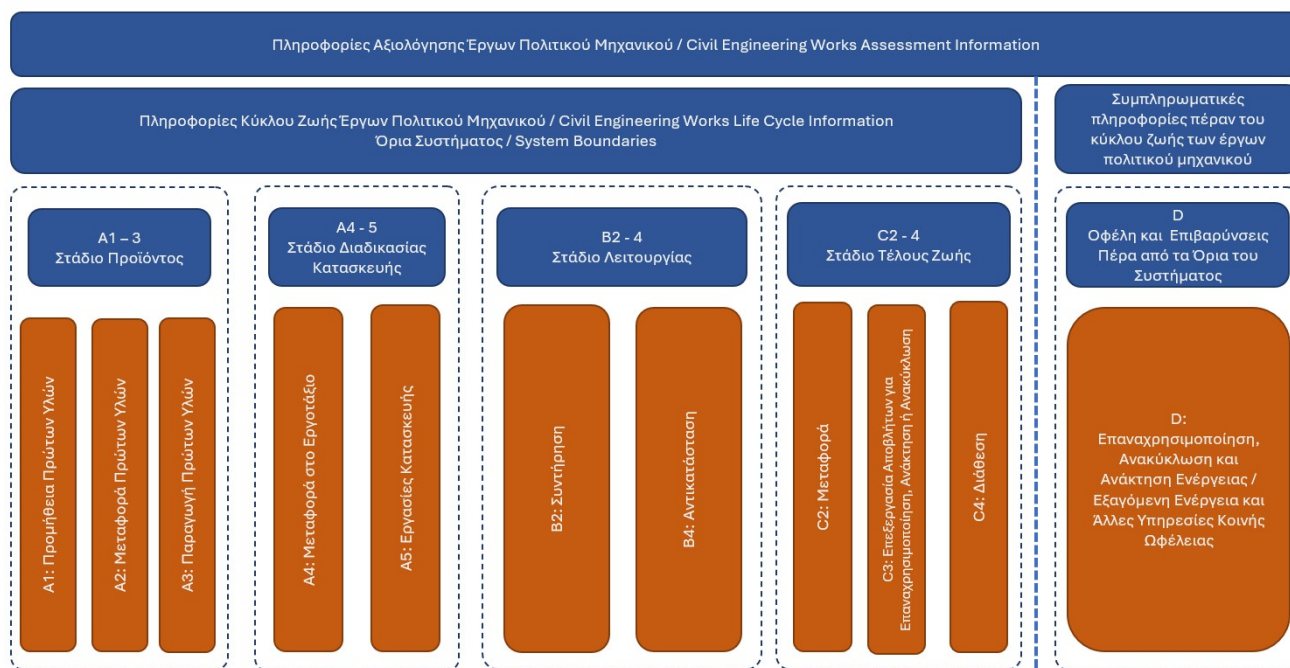 Πληροφορίες Αξιολόγησης Έργων Πολιτικού Μηχανικού / Civil Engineering Works Assessment Information
Πληροφορίες Κύκλου Ζωής Έργων Πολιτικού Μηχανικού / Civil Engineering Works Life Cycle Information
Όρια Συστήματος / System Boundaries
Συμπληρωματικές
πληροφορίες πέραν του
κύκλου ζωής των έργων
πολιτικού μηχανικού
A1 – 3
Στάδιο Προϊόντος
A4 - 5
Στάδιο Διαδικασίας
Κατασκευής
B2 - 4
Στάδιο Λειτουργίας
C2 - 4
Στάδιο Τέλους Ζωής
D
Οφέλη και Επιβαρύνσεις
Πέρα από τα Όρια του
Συστήματος
A1: Προμήθεια Πρώτων Υλών
A2: Μεταφορά Πρώτων Υλών
A3: Παραγωγή Πρώτων Υλών
A4: Μεταφορά στο Εργοτάξιο
A5: Εργασίες Κατασκευής
B2: Συντήρηση
B4: Αντικατάσταση
C2: Μεταφορά
C3: Επεξεργασία Αποβλήτων για
Επαναχρησιμοποίηση, Ανάκτηση ή Ανακύκλωση
C4: Διάθεση
D:
Επαναχρησιμοποίηση,
Ανακύκλωση και
Ανάκτηση Ενέργειας /
Εξαγόμενη Ενέργεια και
Άλλες Υπηρεσίες Κοινής
Ωφέλειας